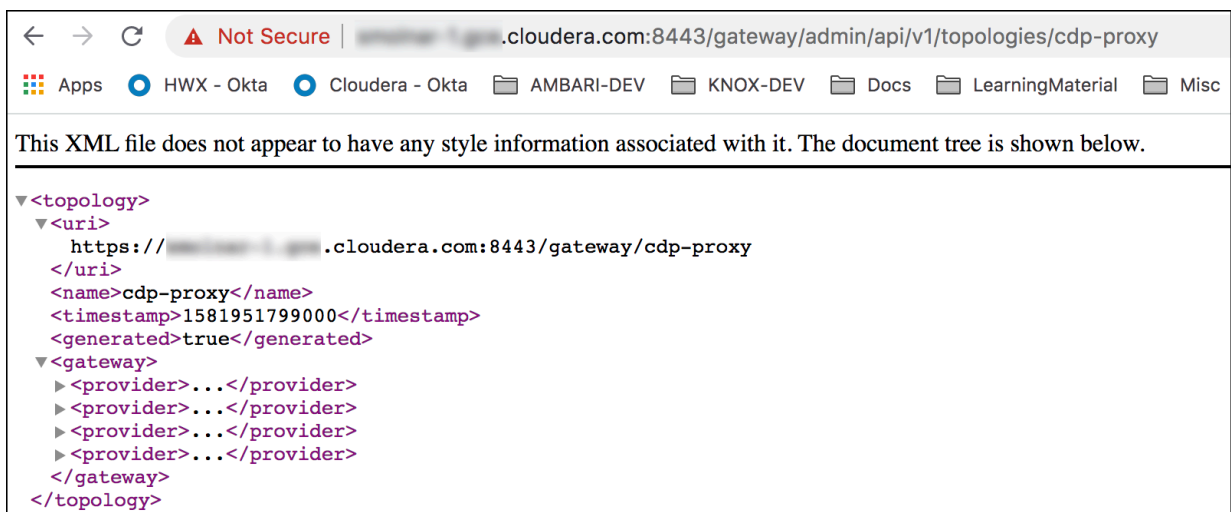 Not Secure | .cloudera.com:8443/gateway/admin/api/v1/topologies/cdp-proxy
Apps HWX - Okta Cloudera - Okta AMBARI-DEV KNOX-DEV Docs LearningMaterial Misc
This XML file does not appear to have any style information associated with it. The document tree is shown below.
▼<topology>
▼<uri>
https:// .cloudera.com:8443/gateway/cdp-proxy
</uri>
<name>cdp-proxy</name>
<timestamp>1581951799000</timestamp>
<generated>true</generated>
▼<gateway>
▶<provider>...</provider>
▶<provider>...</provider>
▶<provider>...</provider>
▶<provider>...</provider>
</gateway>
</topology>